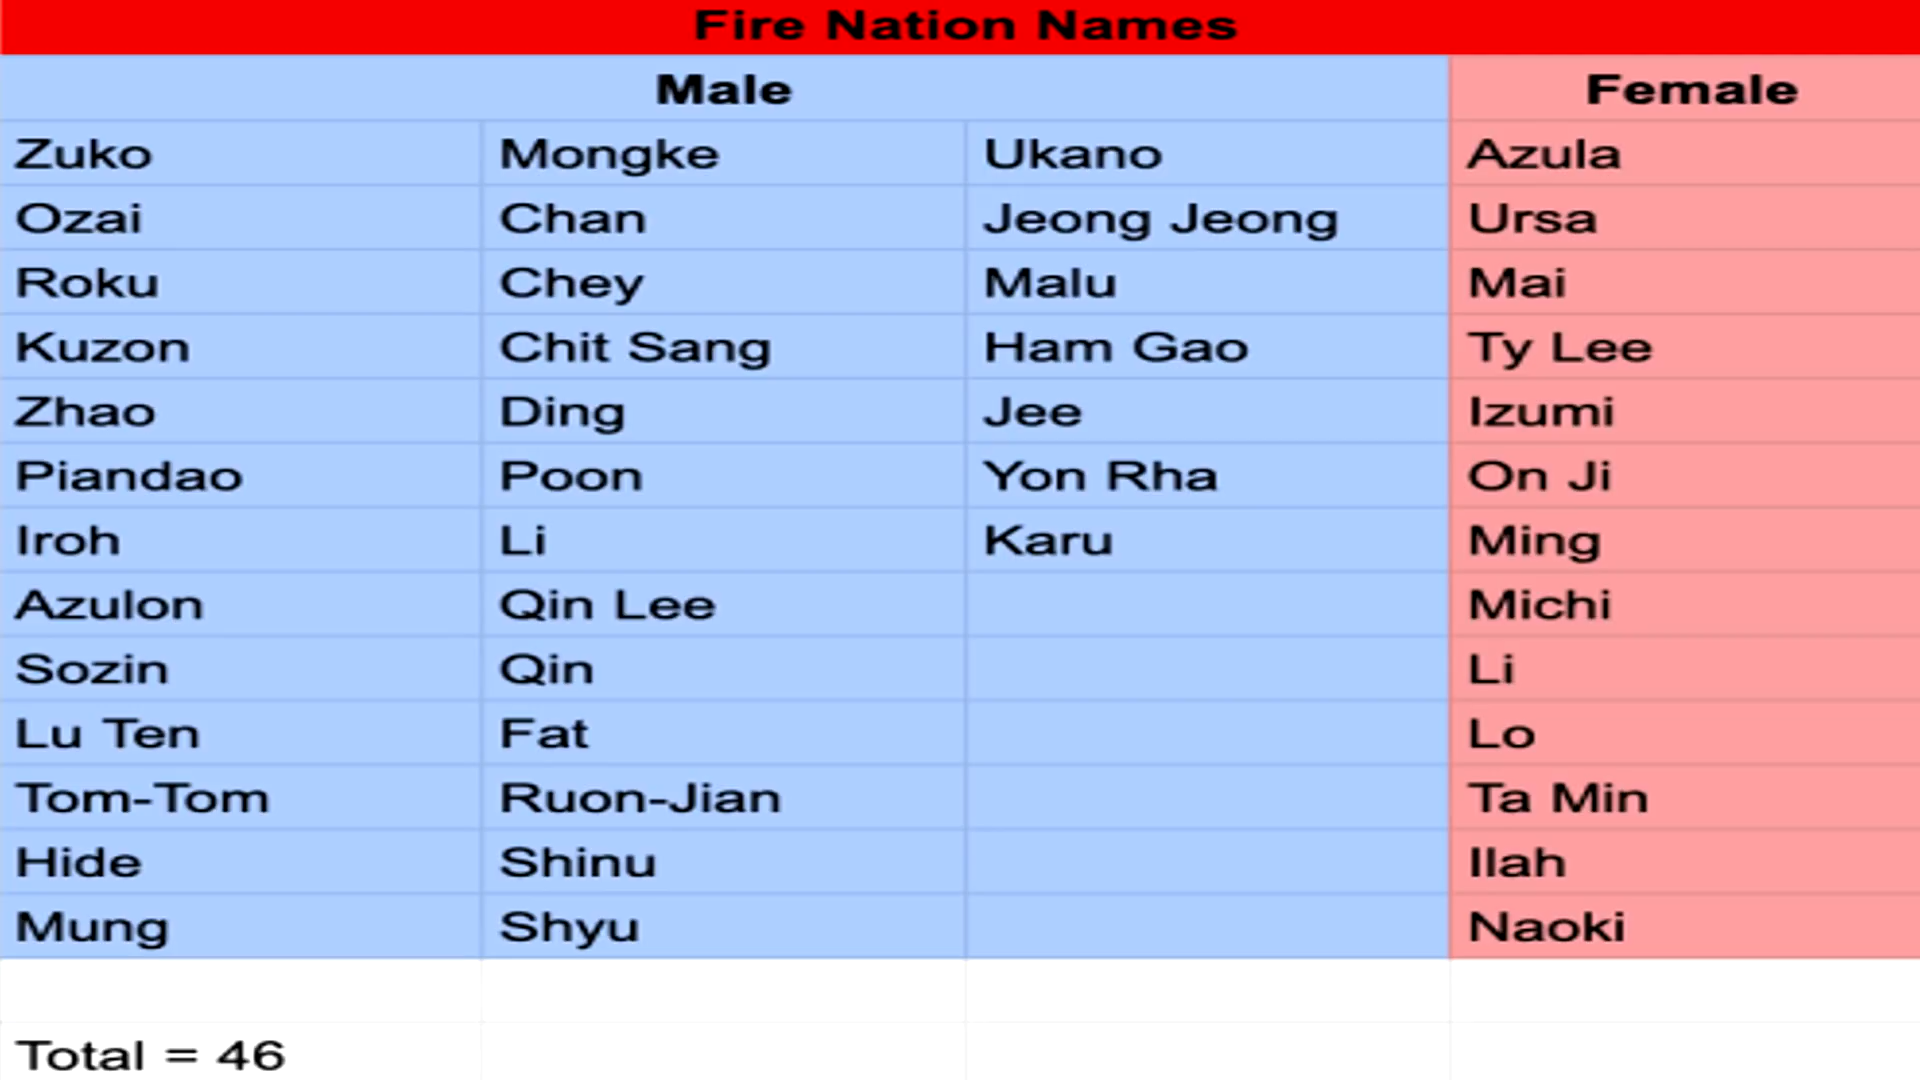 Fire Nation Names
Male Female
Zuko Mongke Ukano Azula
Ozai Chan Jeong Jeong Ursa
Roku Chey Malu Mai
Kuzon Chit Sang Ham Gao Ty Lee
Zhao Ding Jee Izumi
Piandao Poon Yon Rha On Ji
Iroh Li Karu Ming
Azulon Qin Lee Michi
Sozin Qin Li
Lu Ten Fat Lo
Tom-Tom Ruon-Jian Ta Min
Hide Shinu Ilah
Mung Shyu Naoki
Total = 46